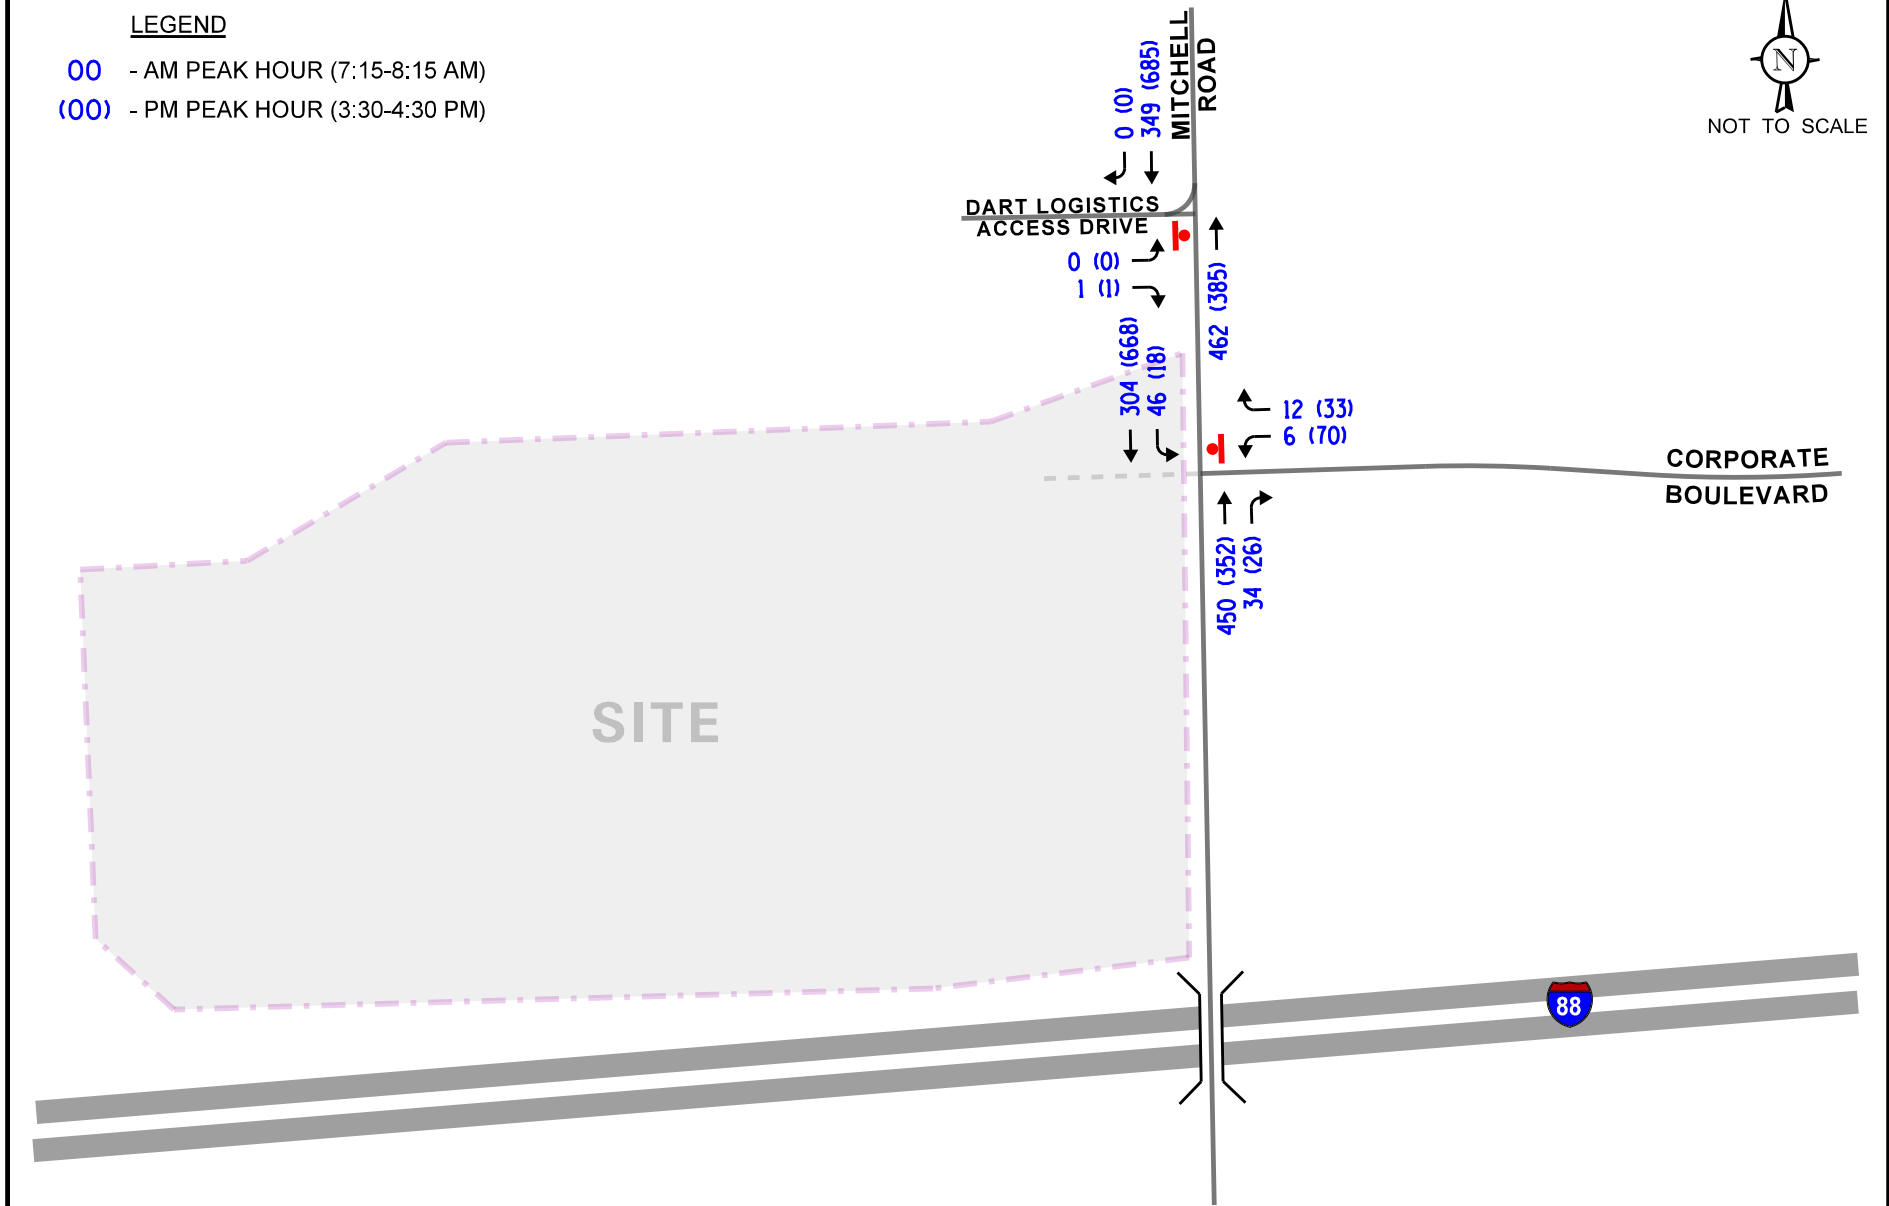 LEGEND
00 - AM PEAK HOUR (7:15-8:15 AM)
(00) - PM PEAK HOUR (3:30-4:30 PM)
0 (0)
349 (685)
MITCHELL
ROAD
N
NOT TO SCALE
DART LOGISTICS
ACCESS DRIVE
0 (0)
1 (1)
462 (385)
304 (668)
46 (18)
12 (33)
6 (70)
CORPORATE
BOULEVARD
450 (352)
34 (26)
SITE
88